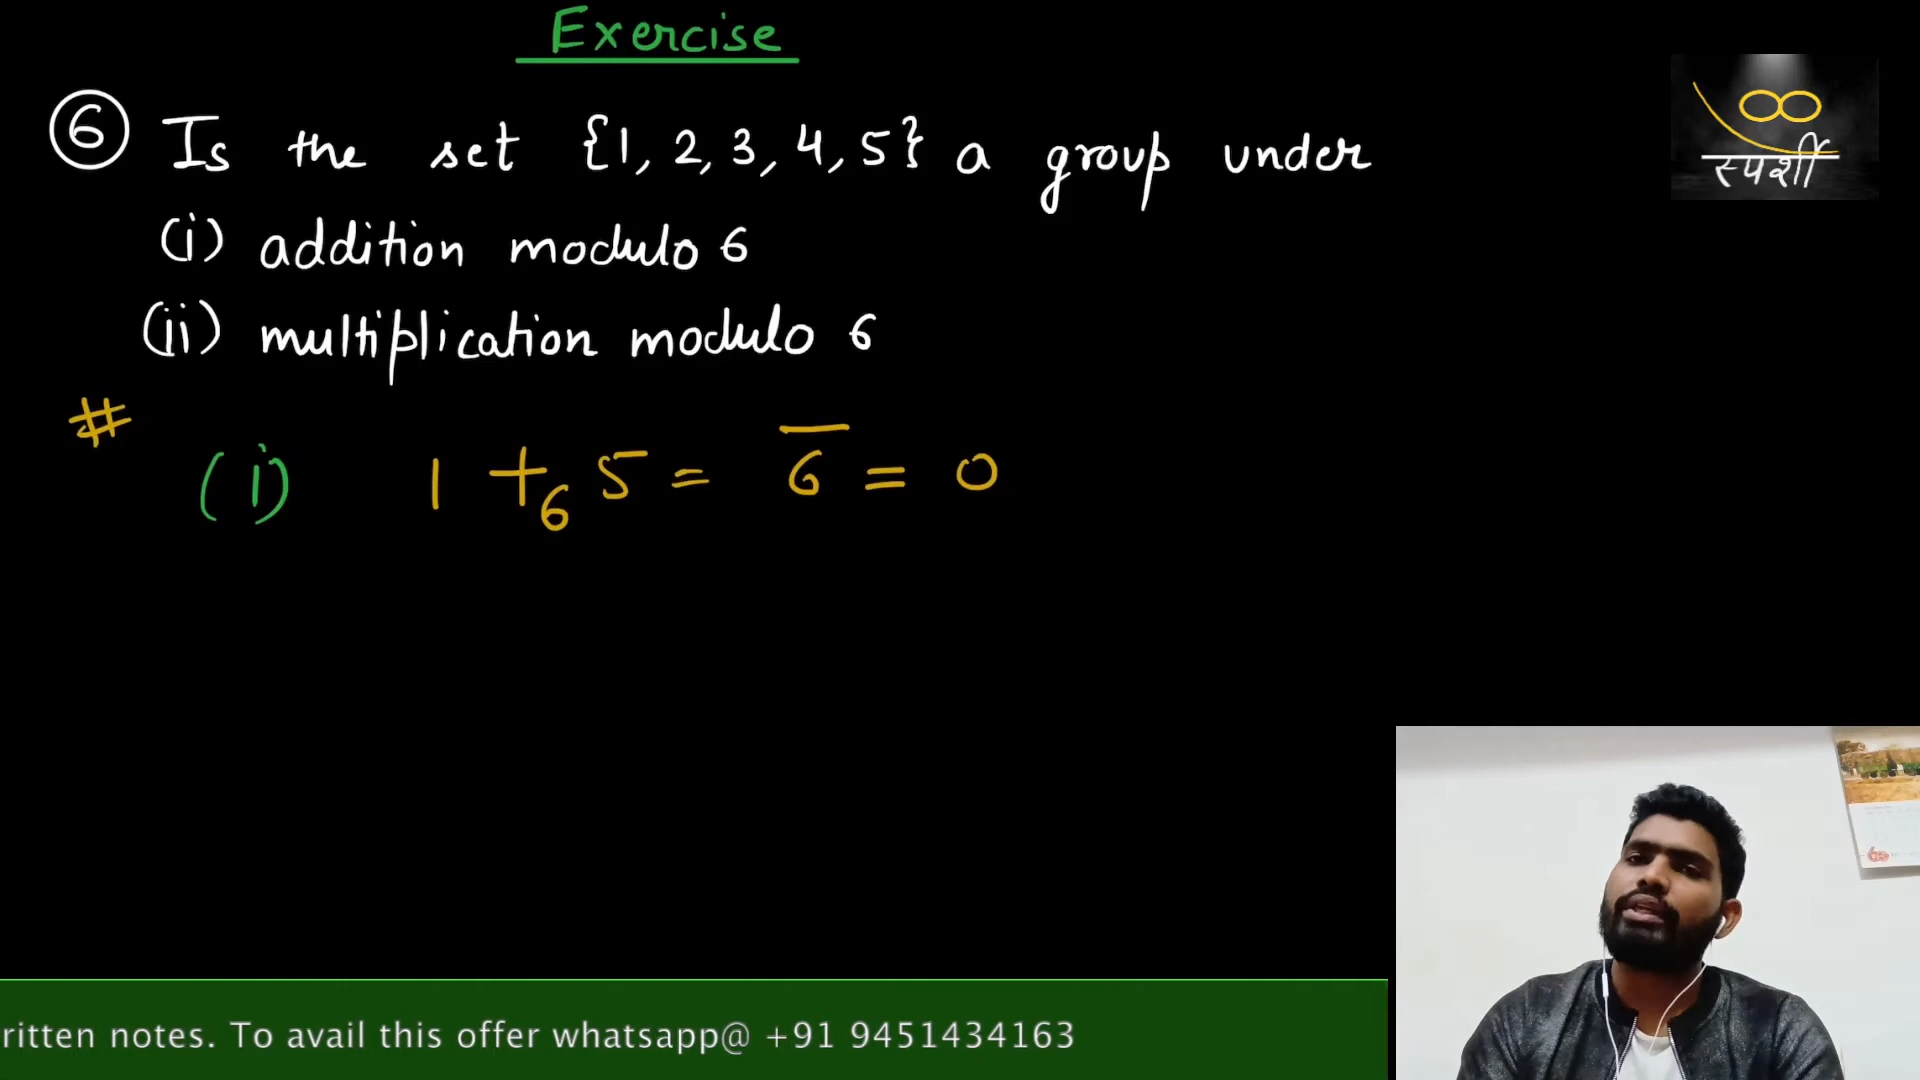 Exercise
⑥ Is the set {1, 2, 3, 4, 5} a group under
(i) addition modulo 6
(ii) multiplication modulo 6
#
(i) 1 +₆ 5 = 6̅ = 0
∞
स्पर्शी
ritten notes. To avail this offer whatsapp@ +91 9451434163